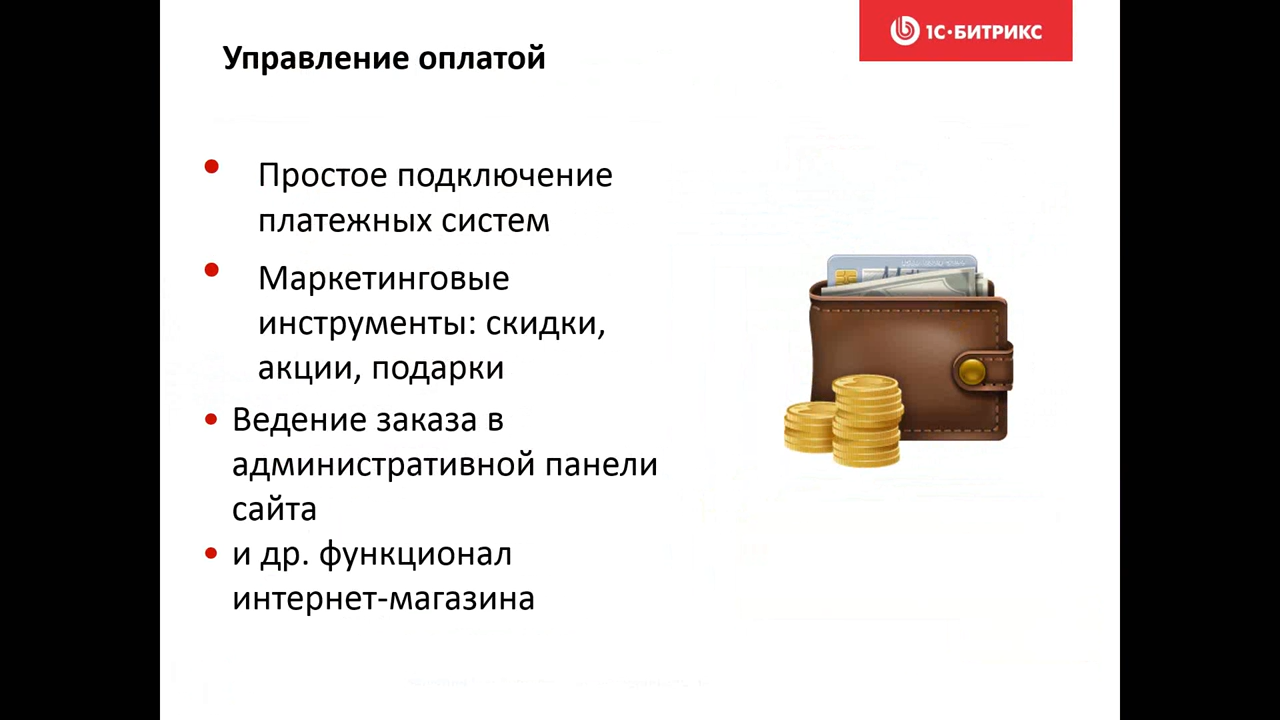 Управление оплатой
1С·БИТРИКС
• Простое подключение
платежных систем
• Маркетинговые
инструменты: скидки,
акции, подарки
• Ведение заказа в
административной панели
сайта
• и др. функционал
интернет-магазина